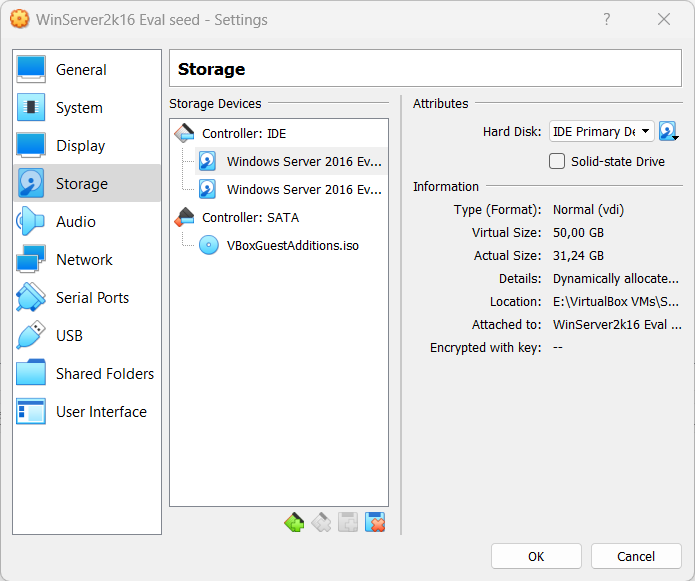 WinServer2k16 Eval seed - Settings
?
General
System
Display
Storage
Audio
Network
Serial Ports
USB
Shared Folders
User Interface
Storage
Storage Devices
Controller: IDE
Windows Server 2016 Ev...
Windows Server 2016 Ev...
Controller: SATA
VBoxGuestAdditions.iso
Attributes
Hard Disk: IDE Primary De
Solid-state Drive
Information
Type (Format): Normal (vdi)
Virtual Size: 50,00 GB
Actual Size: 31,24 GB
Details: Dynamically allocate...
Location: E:\VirtualBox VMs\S...
Attached to: WinServer2k16 Eval ...
Encrypted with key: --
OK
Cancel